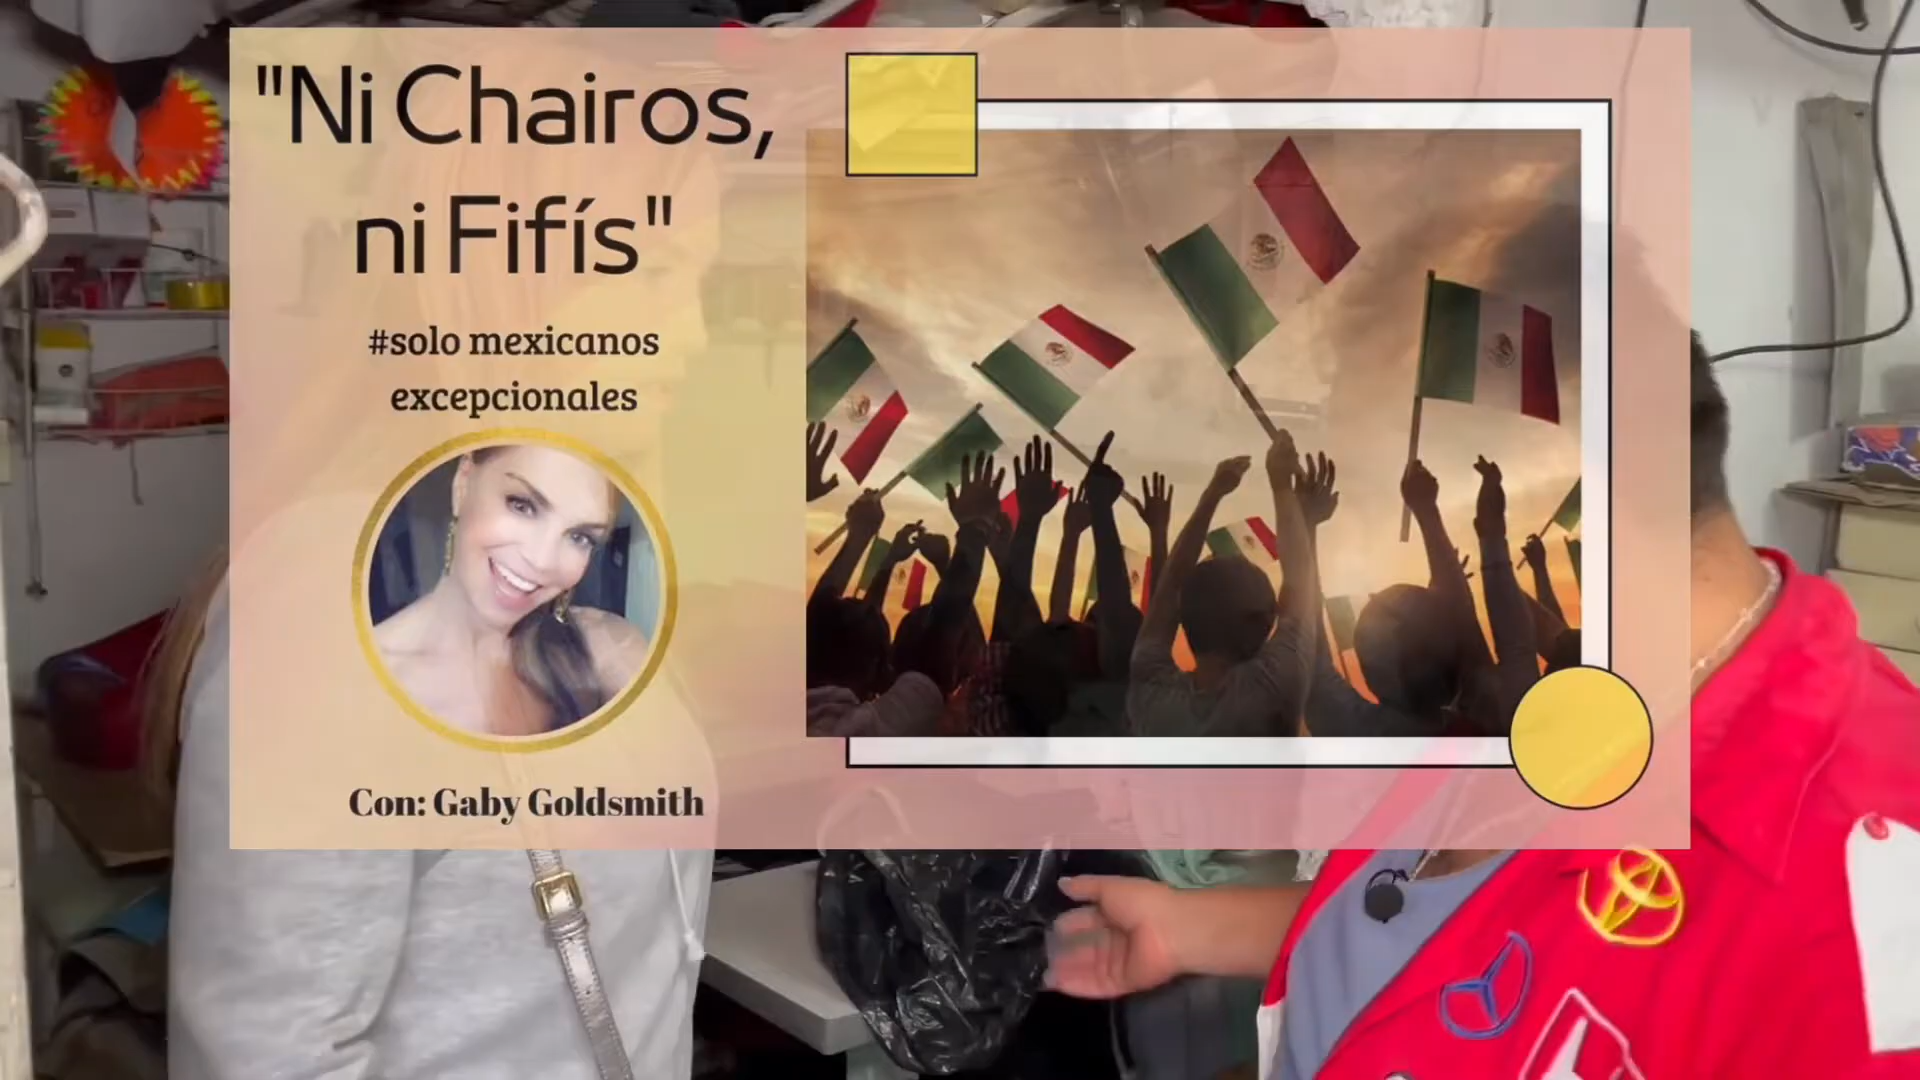 "Ni Chairos,
ni Fifís"
#solo mexicanos
excepcionales
Con: Gaby Goldsmith